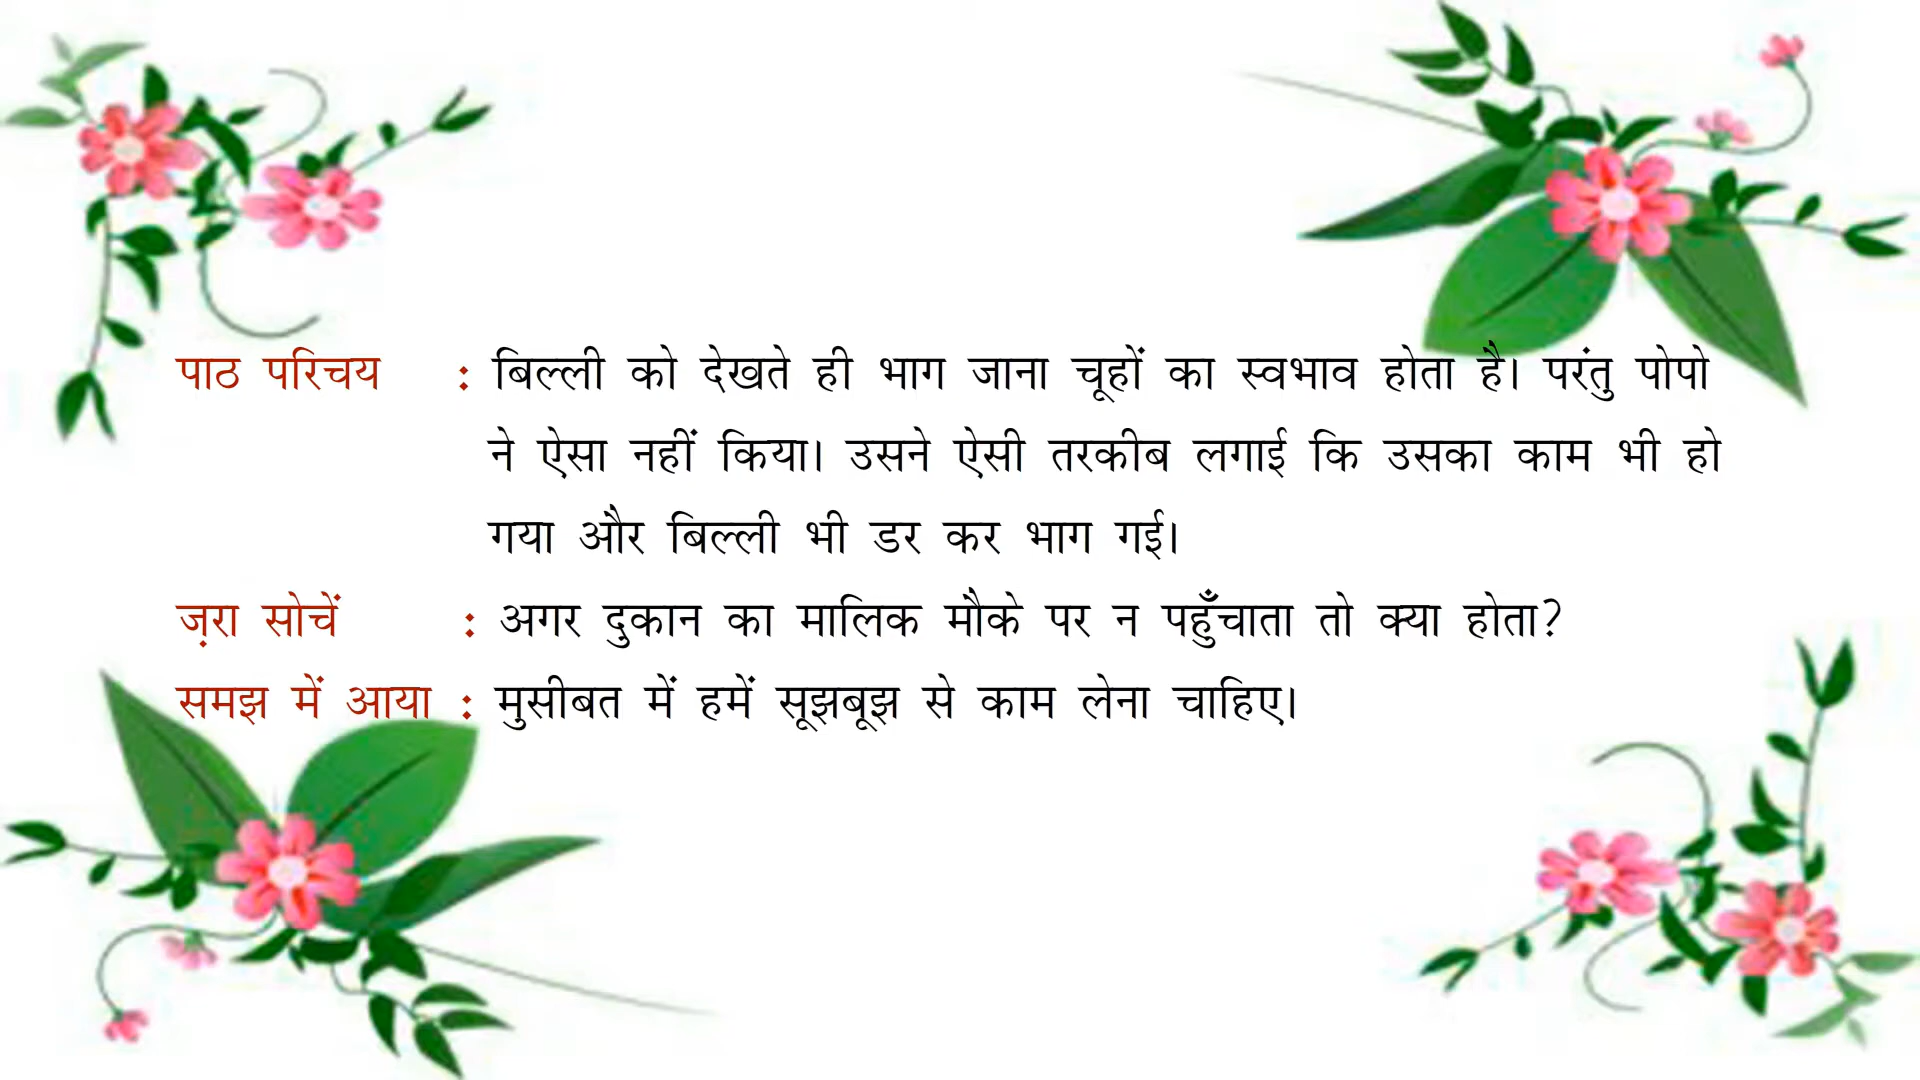 पाठ परिचय : बिल्ली को देखते ही भाग जाना चूहों का स्वभाव होता है। परंतु पोपो
ने ऐसा नहीं किया। उसने ऐसी तरकीब लगाई कि उसका काम भी हो
गया और बिल्ली भी डर कर भाग गई।
ज़रा सोचें : अगर दुकान का मालिक मौके पर न पहुँचाता तो क्या होता?
समझ में आया : मुसीबत में हमें सूझबूझ से काम लेना चाहिए।